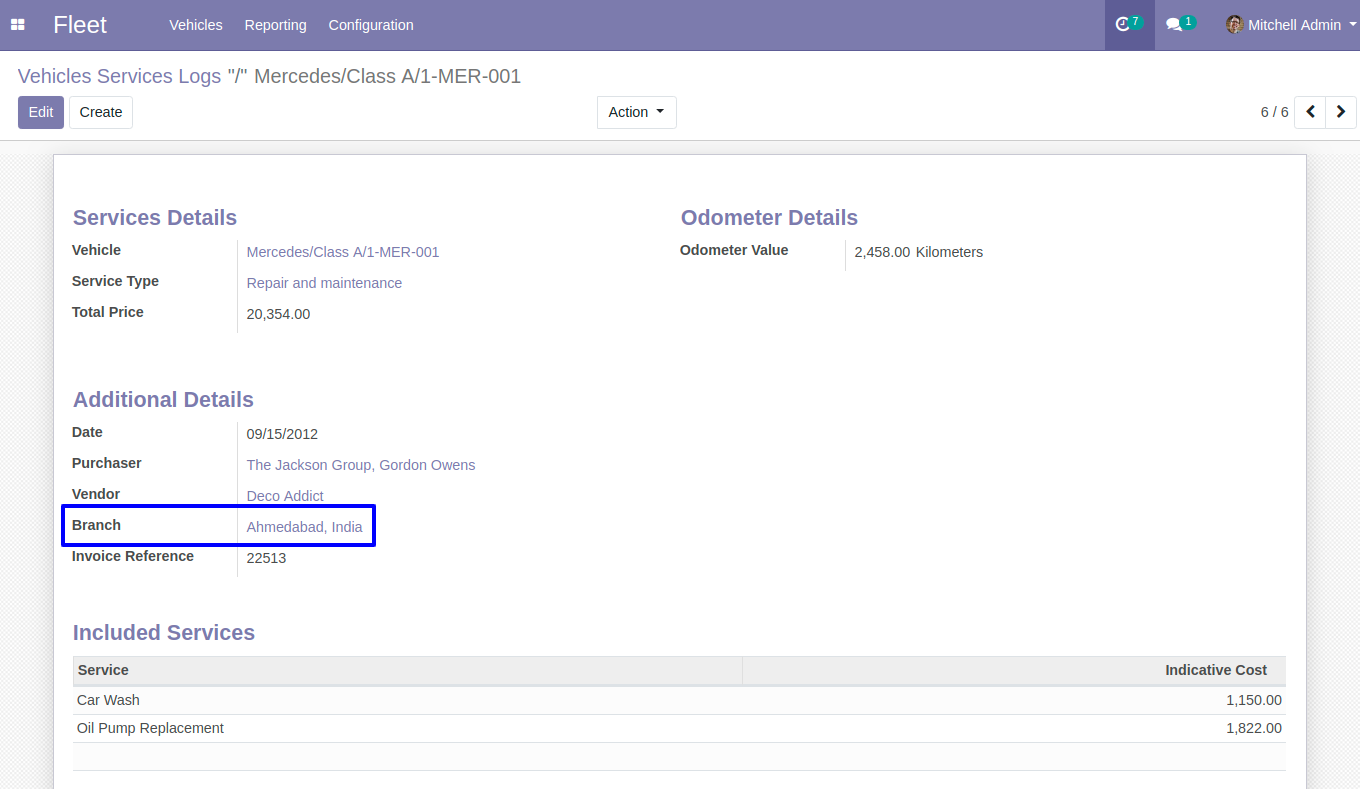 Fleet Vehicles Reporting Configuration 7 1 Mitchell Admin
Vehicles Services Logs "/" Mercedes/Class A/1-MER-001
Edit Create Action 6 / 6
Services Details
Vehicle Mercedes/Class A/1-MER-001
Service Type Repair and maintenance
Total Price 20,354.00
Odometer Details
Odometer Value 2,458.00 Kilometers
Additional Details
Date 09/15/2012
Purchaser The Jackson Group, Gordon Owens
Vendor Deco Addict
Branch Ahmedabad, India
Invoice Reference 22513
Included Services
Service Indicative Cost
Car Wash 1,150.00
Oil Pump Replacement 1,822.00